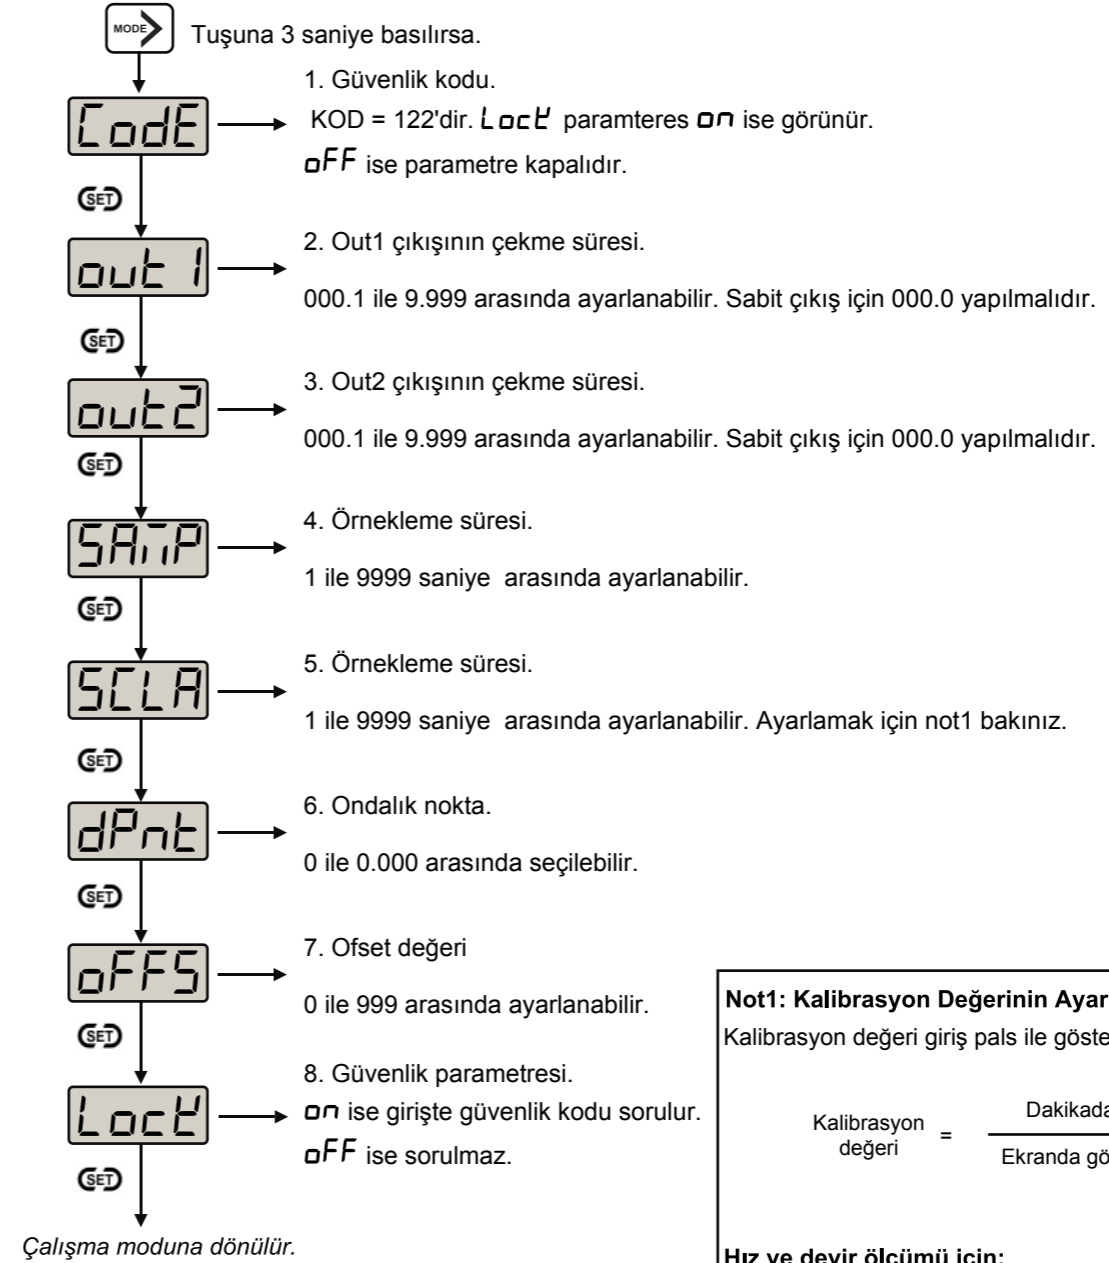 MODE Tuşuna 3 saniye basılırsa.
1. Güvenlik kodu.
CodE
KOD = 122'dir. LocK paramteres on ise görünür.
oFF ise parametre kapalıdır.
SET
2. Out1 çıkışının çekme süresi.
out1
000.1 ile 9.999 arasında ayarlanabilir. Sabit çıkış için 000.0 yapılmalıdır.
SET
3. Out2 çıkışının çekme süresi.
out2
000.1 ile 9.999 arasında ayarlanabilir. Sabit çıkış için 000.0 yapılmalıdır.
SET
4. Örnekleme süresi.
SAmP
1 ile 9999 saniye arasında ayarlanabilir.
SET
5. Örnekleme süresi.
SCLA
1 ile 9999 saniye arasında ayarlanabilir. Ayarlamak için not1 bakınız.
SET
6. Ondalık nokta.
dPnt
0 ile 0.000 arasında seçilebilir.
SET
7. Ofset değeri
oFFS
0 ile 999 arasında ayarlanabilir.
SET
8. Güvenlik parametresi.
LocK
on ise girişte güvenlik kodu sorulur.
oFF ise sorulmaz.
SET
Çalışma moduna dönülür.
Not1: Kalibrasyon Değerinin Ayar
Kalibrasyon değeri giriş pals ile göste
Kalibrasyon
değeri
=
Dakikada
Ekranda gö
Hız ve devir ölçümü için: